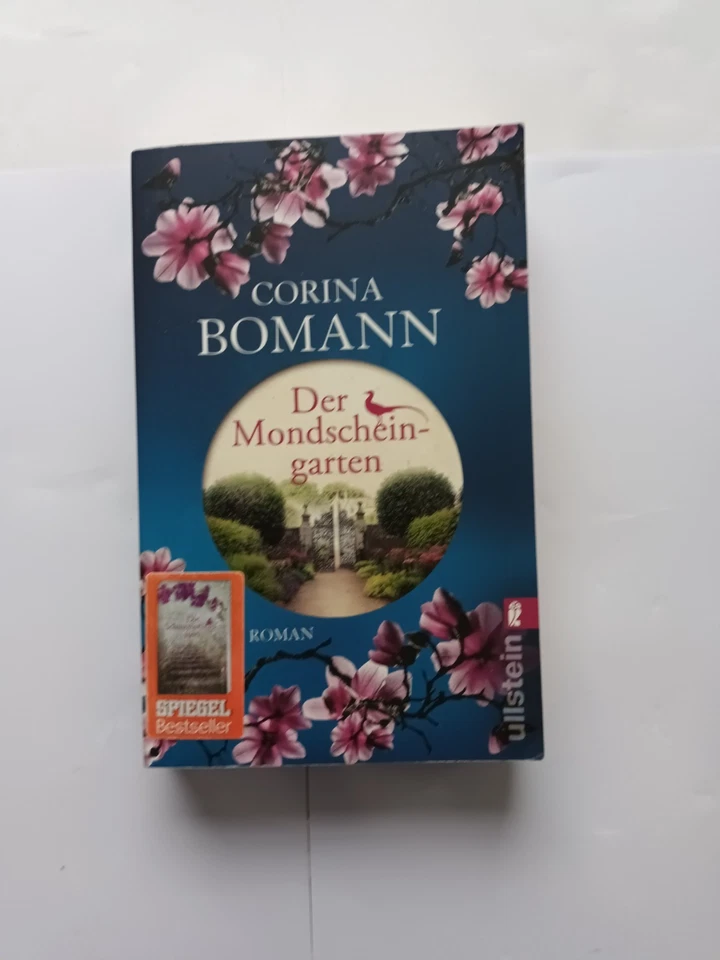 CORINA
BOMANN
Der
Mondschein-
garten
ROMAN
SPIEGEL
Bestseller
ullstein